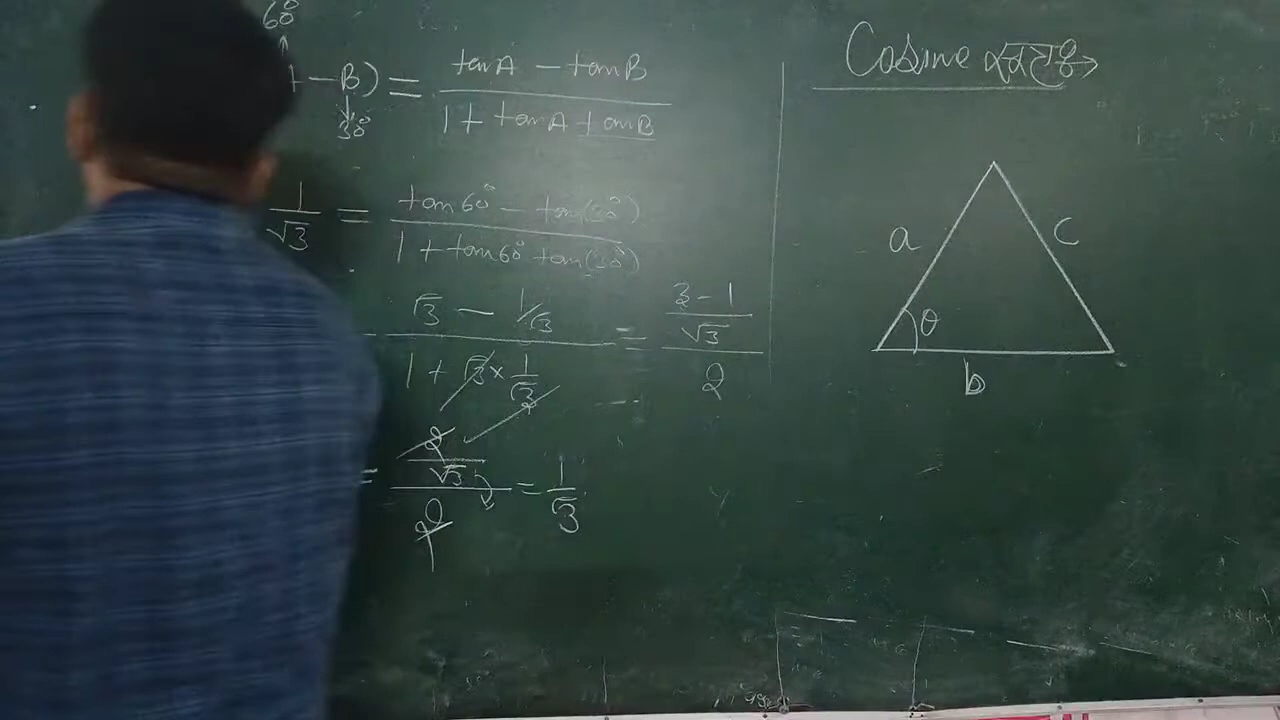 60°
- B) = tanA - tanB / 1 + tanA tanB
30°
1/√3 = tan60° - tan(30°) / 1 + tan60° tan(30°)
√3 - 1/√3 / 1 + √3 × 1/√3 = 3 - 1 / √3 / 2
= 2/√3 / 2 = 1/√3
Cosine
a
c
θ
b